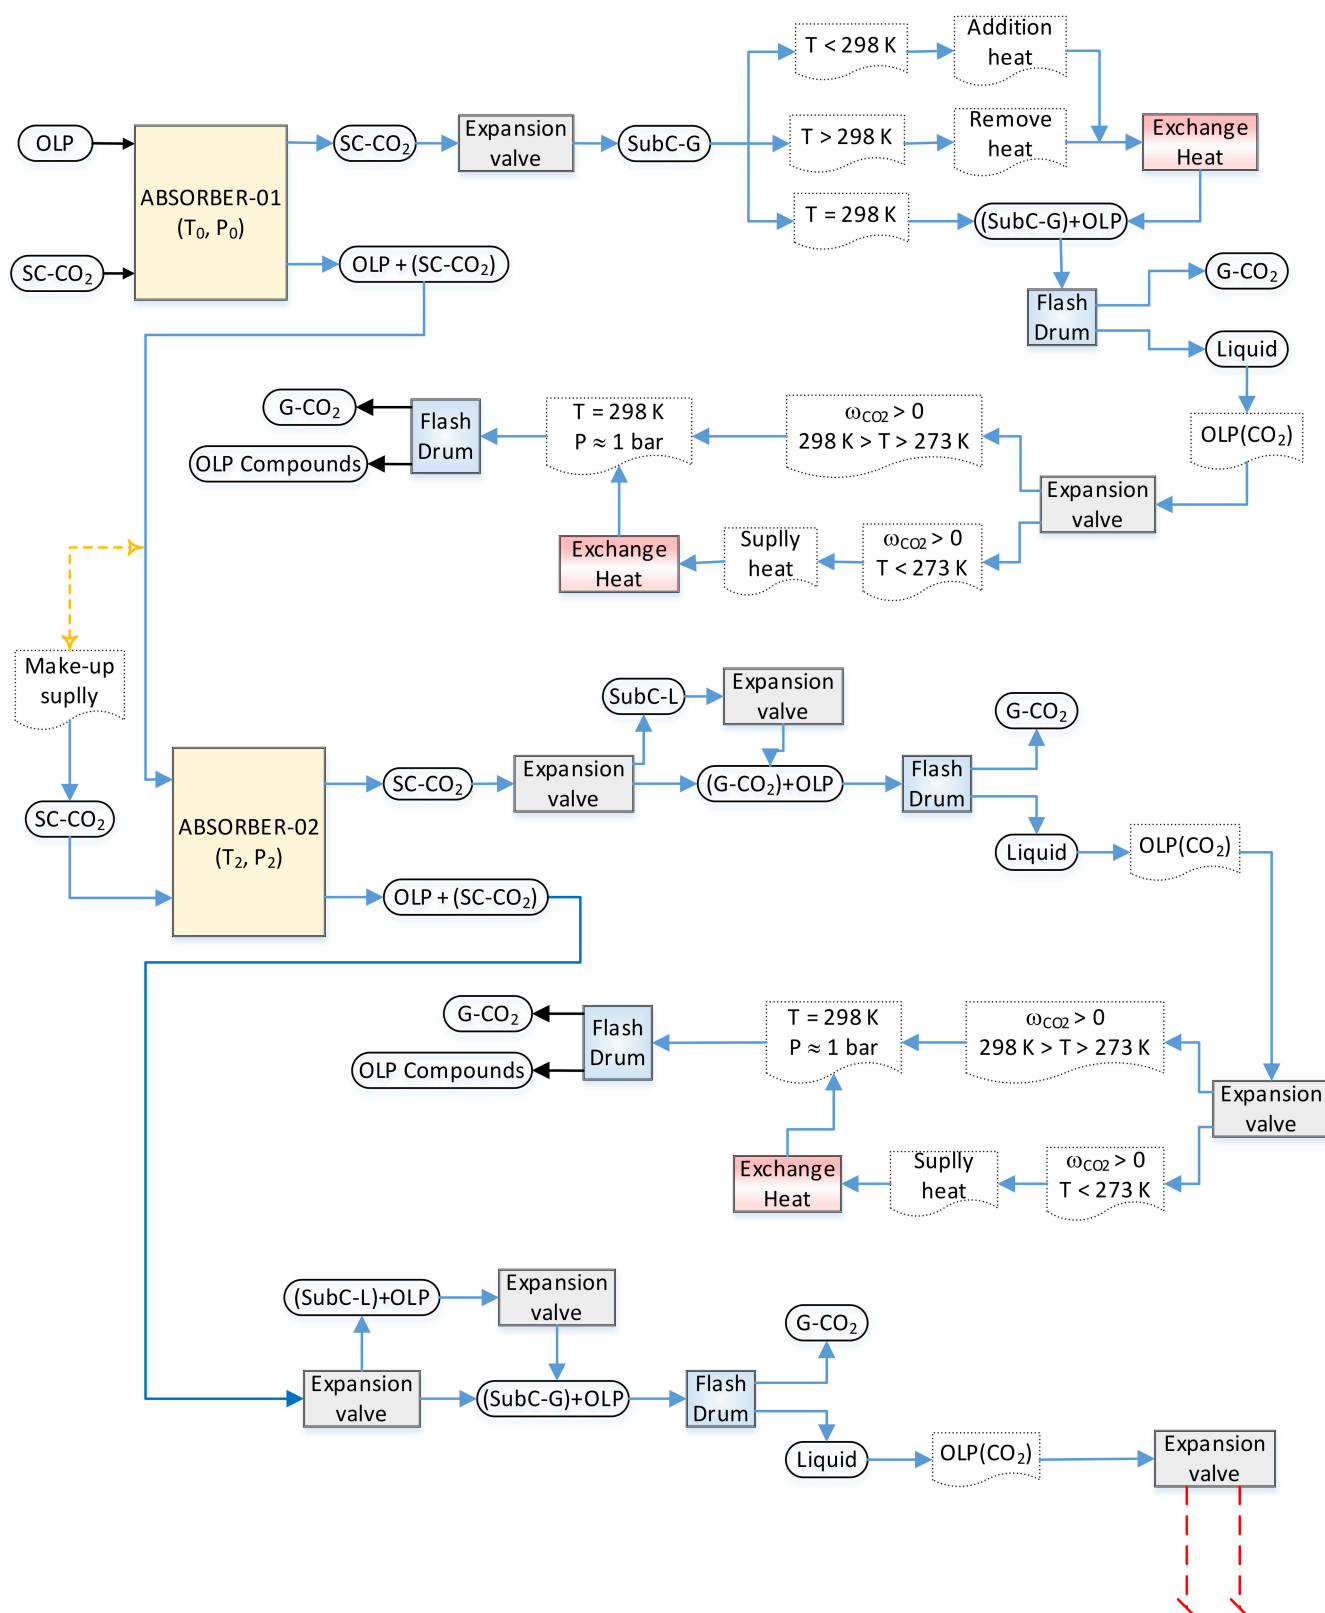 T < 298 K
Addition
heat
OLP
ABSORBER-01
(T₀, P₀)
SC-CO₂
SC-CO₂
Expansion
valve
SubC-G
T > 298 K
Remove
heat
Exchange
Heat
T = 298 K
(SubC-G)+OLP
OLP + (SC-CO₂)
G-CO₂
Flash
Drum
Liquid
G-CO₂
OLP Compounds
Flash
Drum
T = 298 K
P ≈ 1 bar
ωCO2 > 0
298 K > T > 273 K
OLP(CO₂)
Expansion
valve
Exchange
Heat
Suplly
heat
ωCO2 > 0
T < 273 K
Make-up
suplly
SubC-L
Expansion
valve
G-CO₂
SC-CO₂
ABSORBER-02
(T₂, P₂)
SC-CO₂
Expansion
valve
(G-CO₂)+OLP
Flash
Drum
Liquid
OLP(CO₂)
OLP + (SC-CO₂)
G-CO₂
OLP Compounds
Flash
Drum
T = 298 K
P ≈ 1 bar
ωCO2 > 0
298 K > T > 273 K
Expansion
valve
Exchange
Heat
Suplly
heat
ωCO2 > 0
T < 273 K
(SubC-L)+OLP
Expansion
valve
G-CO₂
Expansion
valve
(SubC-G)+OLP
Flash
Drum
Liquid
OLP(CO₂)
Expansion
valve